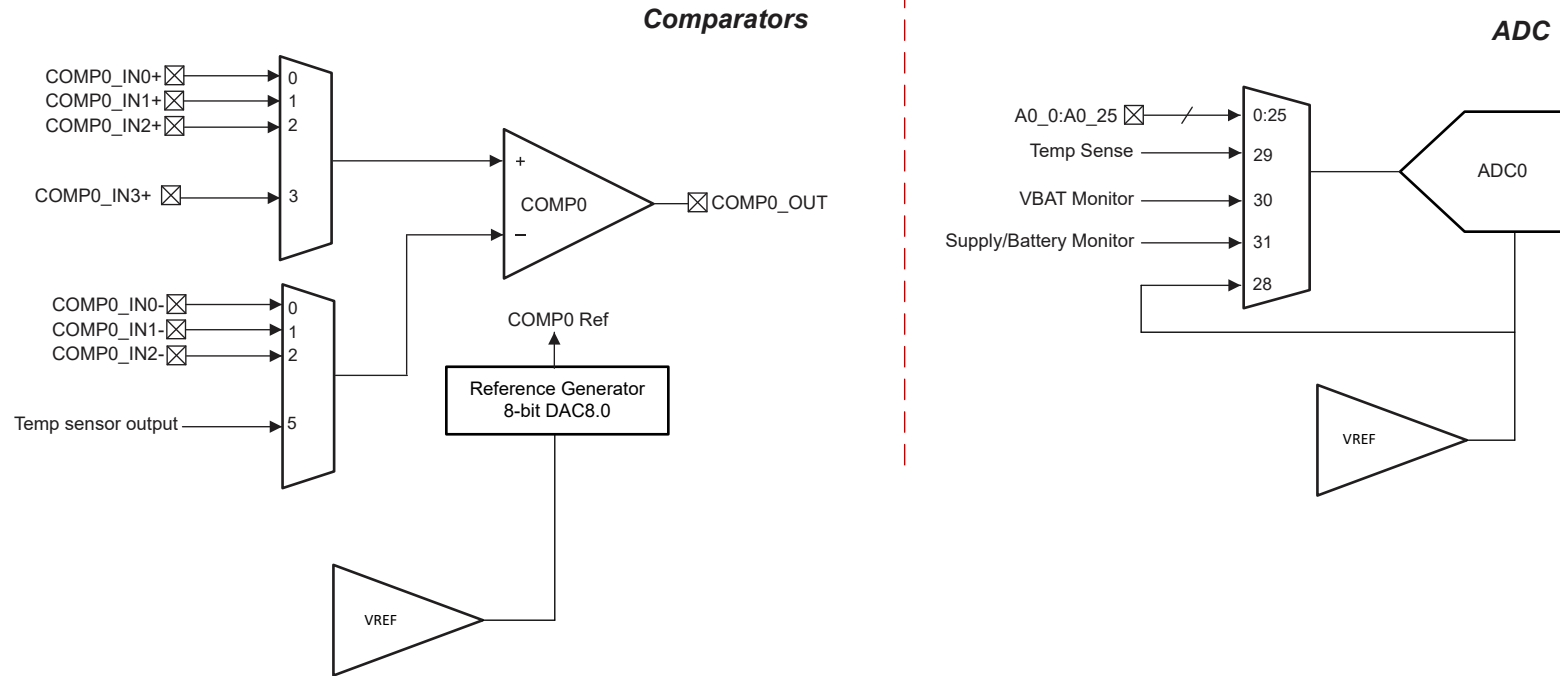 Comparators
COMP0_IN0+
0
COMP0_IN1+
1
COMP0_IN2+
2
COMP0_IN3+
3
+
COMP0
−
COMP0_OUT
COMP0_IN0-
0
COMP0_IN1-
1
COMP0_IN2-
2
Temp sensor output
5
COMP0 Ref
Reference Generator
8-bit DAC8.0
VREF
ADC
A0_0:A0_25
0:25
Temp Sense
29
VBAT Monitor
30
Supply/Battery Monitor
31
28
ADC0
VREF